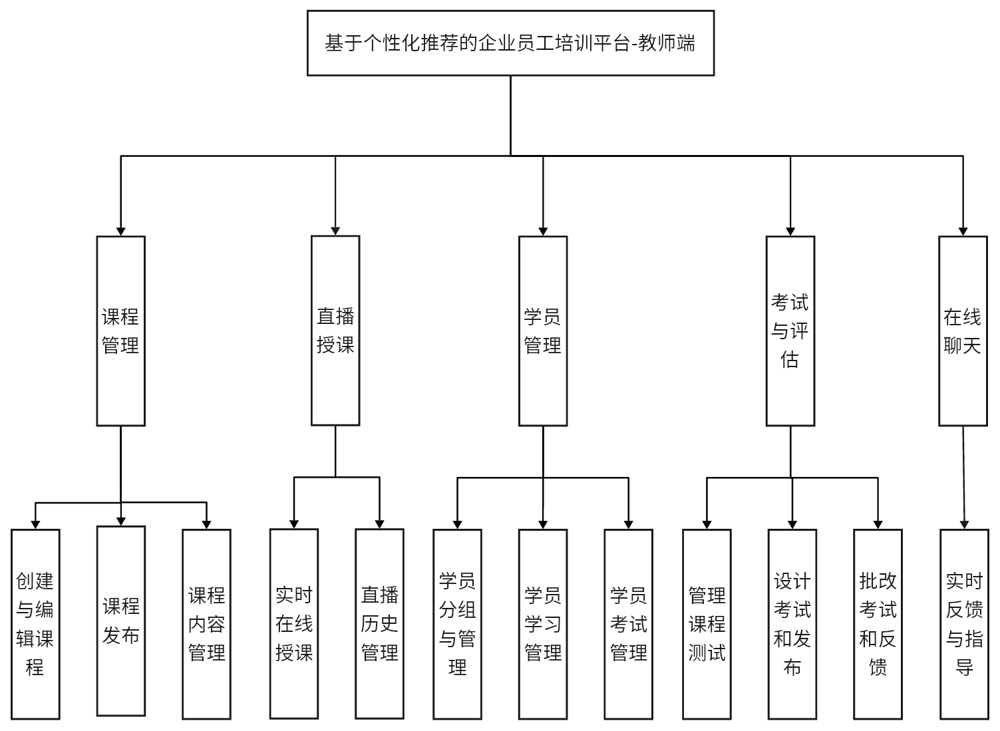 基于个性化推荐的企业员工培训平台-教师端
课程
管理
直播
授课
学员
管理
考试
与评
估
在线
聊天
创建
与编
辑课
程
课程
发布
课程
内容
管理
实时
在线
授课
直播
历史
管理
学员
分组
与管
理
学员
学习
管理
学员
考试
管理
管理
课程
测试
设计
考试
和发
布
批改
考试
和反
馈
实时
反馈
与指
导